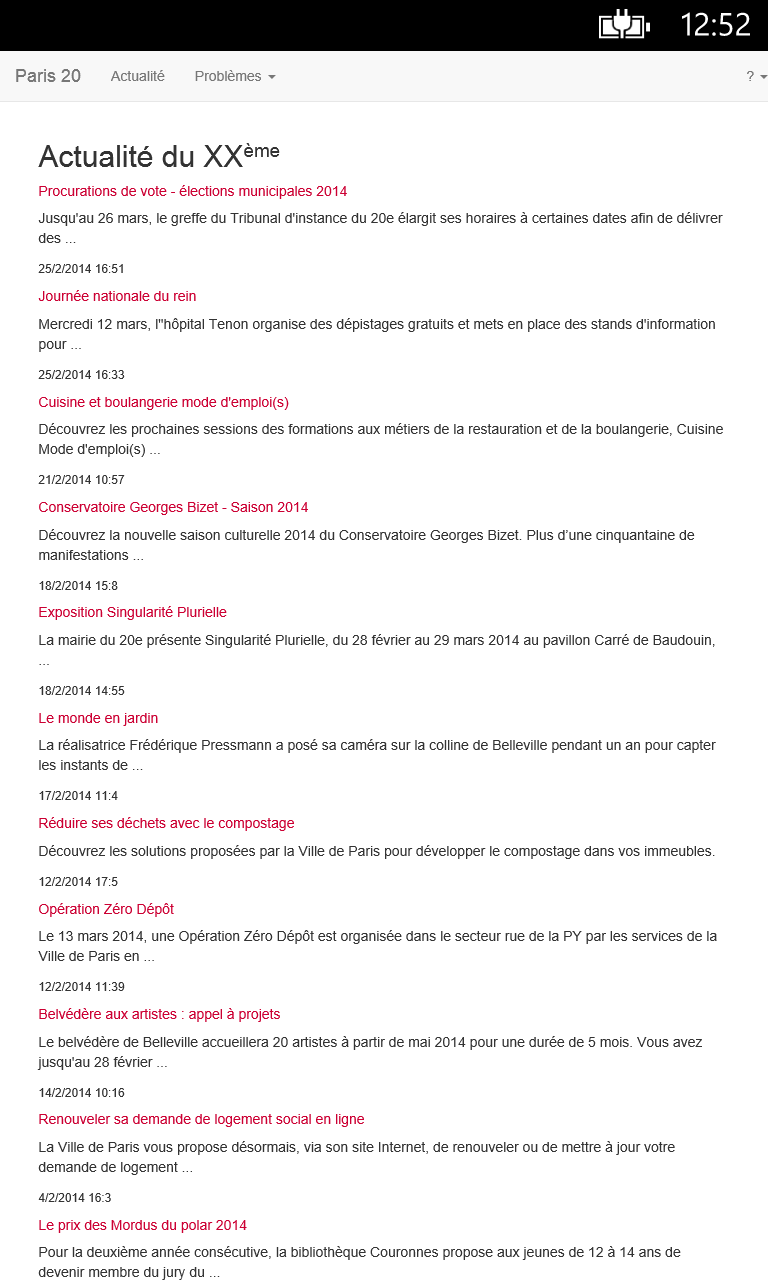 12:52
Paris 20 Actualité Problèmes ?
Actualité du XXème
Procurations de vote - élections municipales 2014
Jusqu'au 26 mars, le greffe du Tribunal d'instance du 20e élargit ses horaires à certaines dates afin de délivrer
des ...
25/2/2014 16:51
Journée nationale du rein
Mercredi 12 mars, l"hôpital Tenon organise des dépistages gratuits et mets en place des stands d'information
pour ...
25/2/2014 16:33
Cuisine et boulangerie mode d'emploi(s)
Découvrez les prochaines sessions des formations aux métiers de la restauration et de la boulangerie, Cuisine
Mode d'emploi(s) ...
21/2/2014 10:57
Conservatoire Georges Bizet - Saison 2014
Découvrez la nouvelle saison culturelle 2014 du Conservatoire Georges Bizet. Plus d’une cinquantaine de
manifestations ...
18/2/2014 15:8
Exposition Singularité Plurielle
La mairie du 20e présente Singularité Plurielle, du 28 février au 29 mars 2014 au pavillon Carré de Baudouin,
...
18/2/2014 14:55
Le monde en jardin
La réalisatrice Frédérique Pressmann a posé sa caméra sur la colline de Belleville pendant un an pour capter
les instants de ...
17/2/2014 11:4
Réduire ses déchets avec le compostage
Découvrez les solutions proposées par la Ville de Paris pour développer le compostage dans vos immeubles.
12/2/2014 17:5
Opération Zéro Dépôt
Le 13 mars 2014, une Opération Zéro Dépôt est organisée dans le secteur rue de la PY par les services de la
Ville de Paris en ...
12/2/2014 11:39
Belvédère aux artistes : appel à projets
Le belvédère de Belleville accueillera 20 artistes à partir de mai 2014 pour une durée de 5 mois. Vous avez
jusqu'au 28 février ...
14/2/2014 10:16
Renouveler sa demande de logement social en ligne
La Ville de Paris vous propose désormais, via son site Internet, de renouveler ou de mettre à jour votre
demande de logement ...
4/2/2014 16:3
Le prix des Mordus du polar 2014
Pour la deuxième année consécutive, la bibliothèque Couronnes propose aux jeunes de 12 à 14 ans de
devenir membre du jury du ...